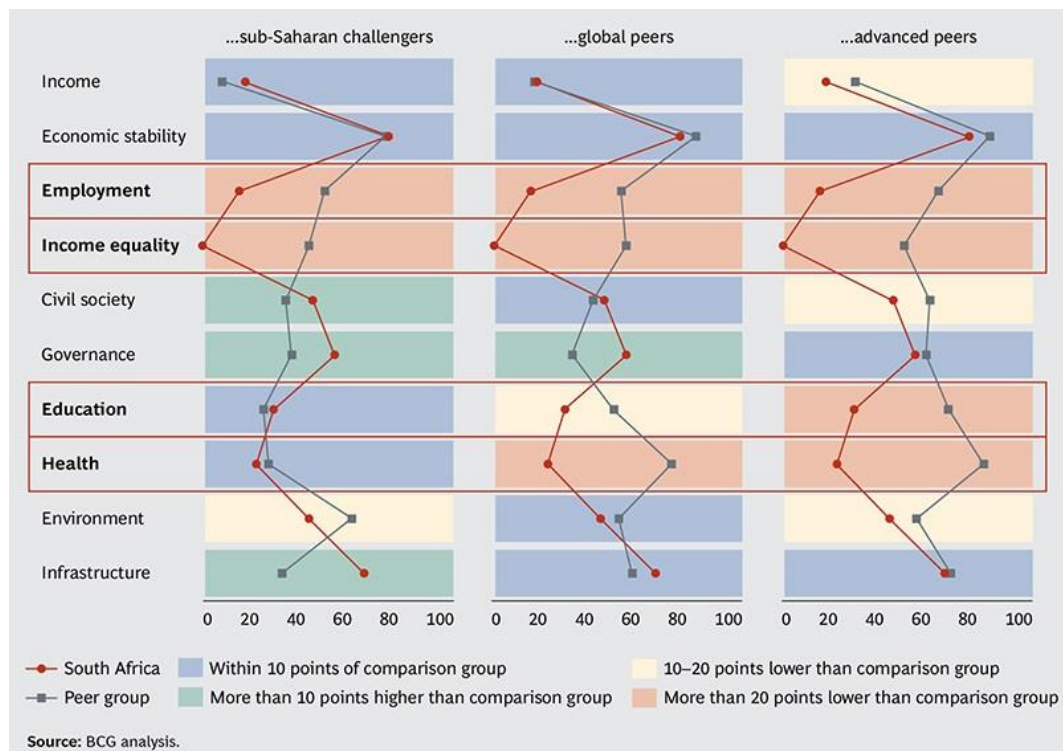 ...sub-Saharan challengers ...global peers ...advanced peers
Income
Economic stability
Employment
Income equality
Civil society
Governance
Education
Health
Environment
Infrastructure
0 20 40 60 80 100 0 20 40 60 80 100 0 20 40 60 80 100
South Africa Within 10 points of comparison group 10–20 points lower than comparison group
Peer group More than 10 points higher than comparison group More than 20 points lower than comparison group
Source: BCG analysis.